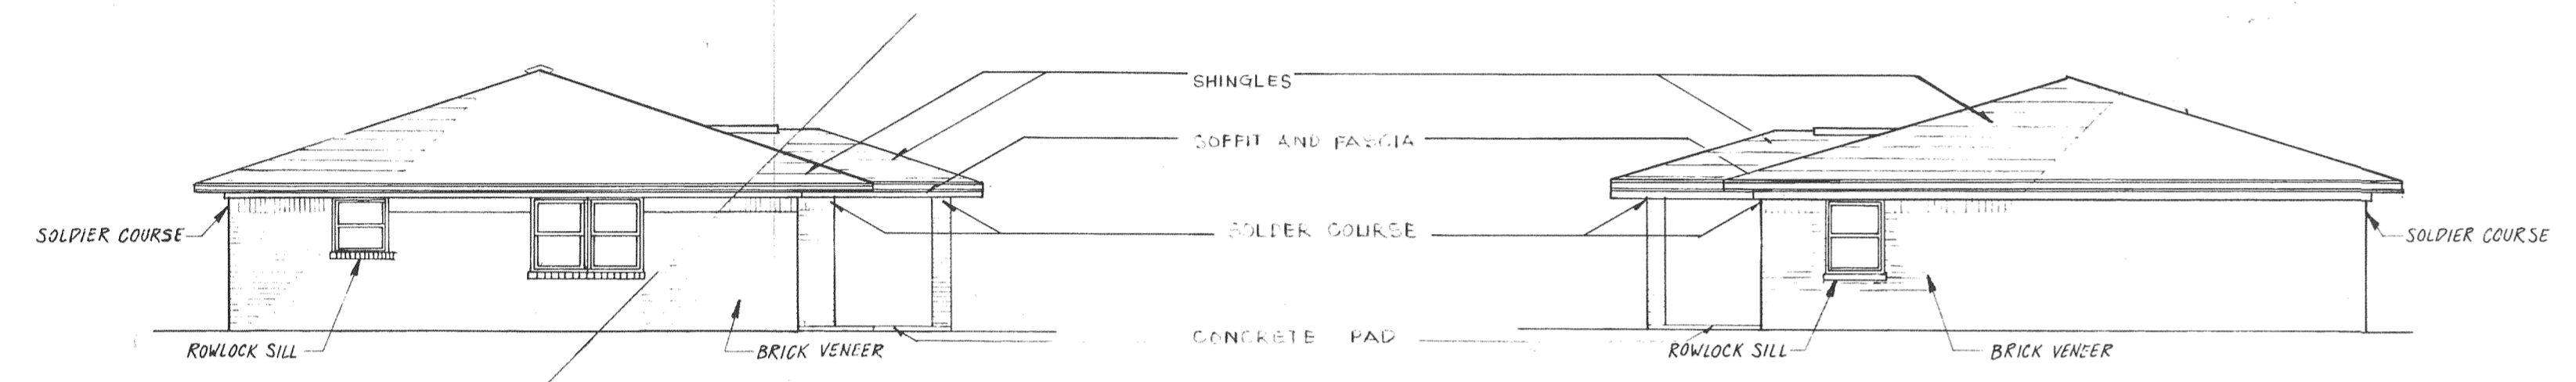 SHINGLES
SOFFIT AND FASCIA
SOLDER COURSE
SOLDIER COURSE
SOLDIER COURSE
CONCRETE PAD
ROWLOCK SILL
BRICK VENEER
ROWLOCK SILL
BRICK VENEER